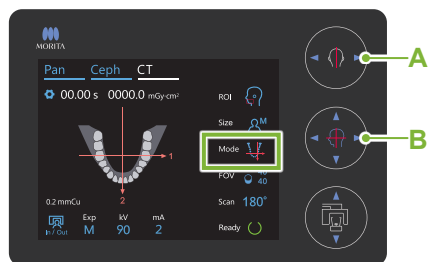 MORITA
Pan Ceph CT
00.00 s 0000.0 mGy·cm²
ROI
Size M
Mode
1
FOV 40
40
2
0.2 mmCu
Scan 180°
Exp kV mA
In / Out M 90 2
Ready
A
B